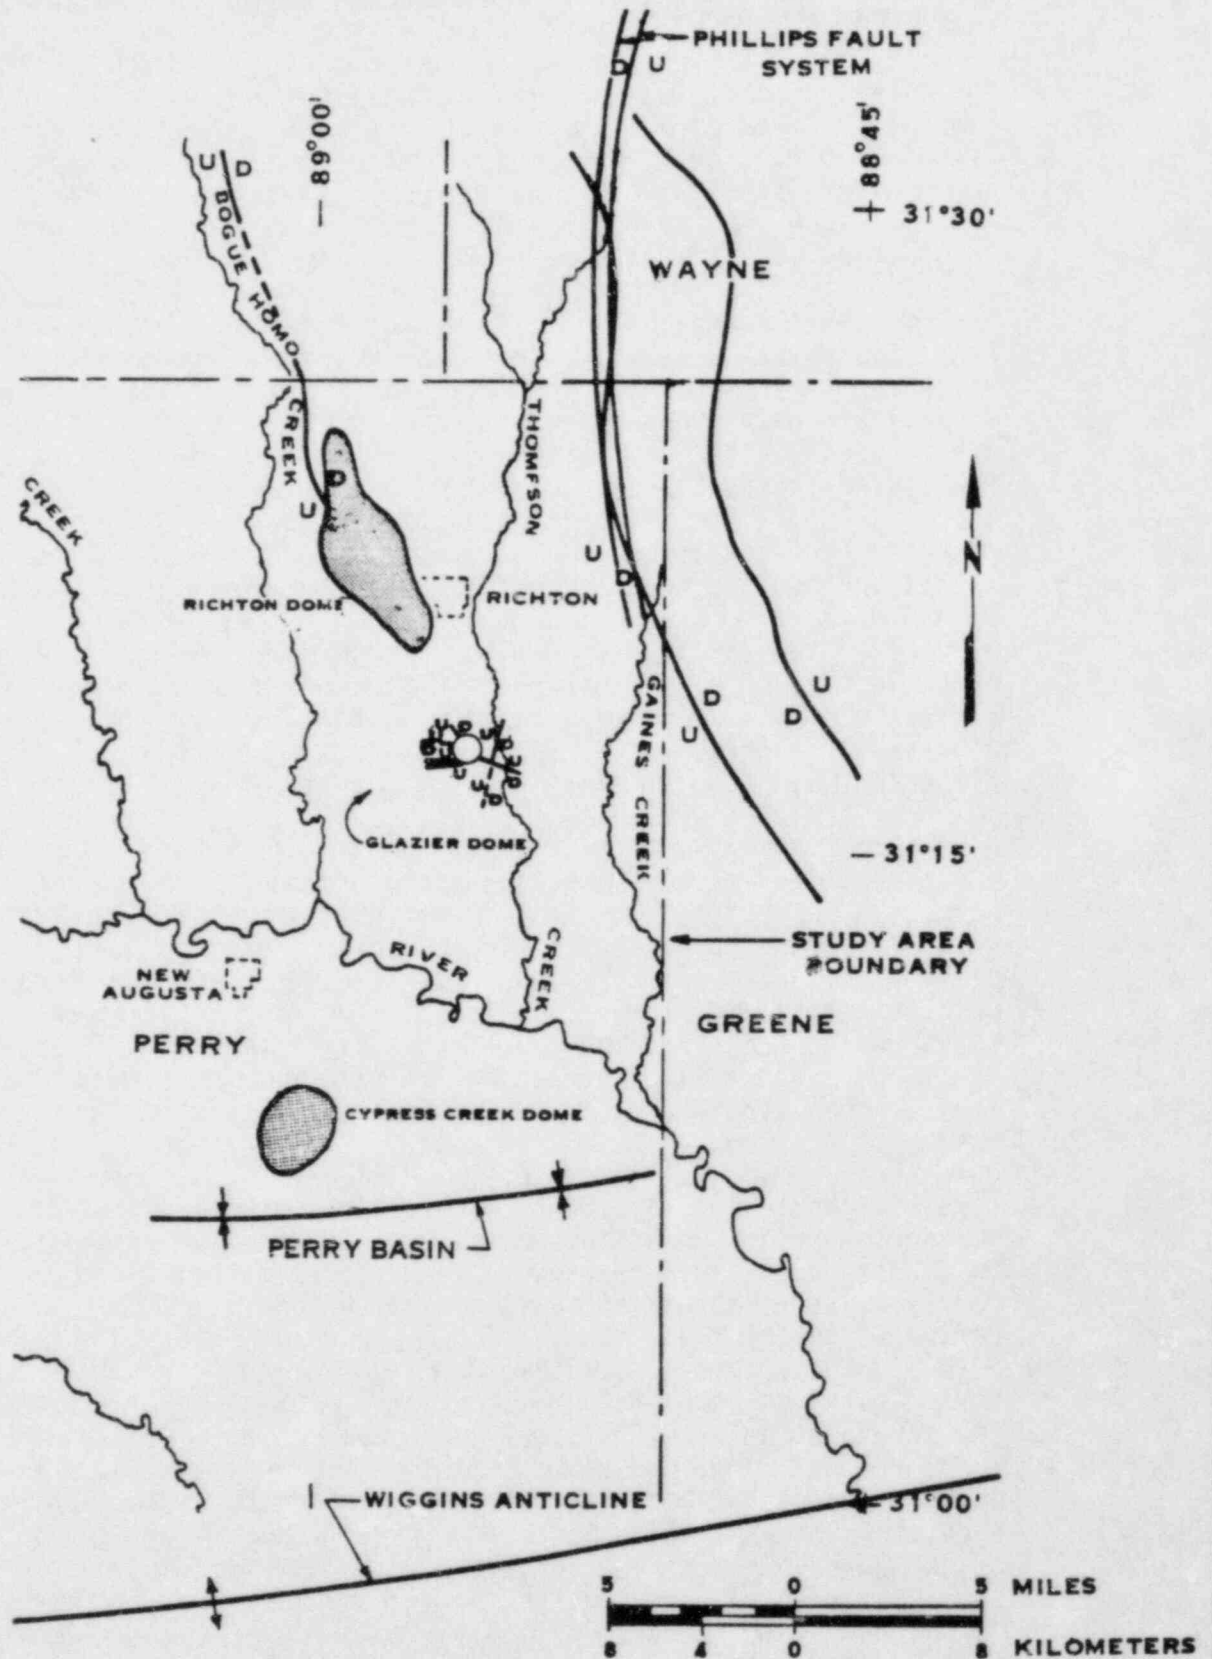 PHILLIPS FAULT
SYSTEM
D U
89°00'
88°45'
U D
31°30'
BOGUE HOMO
CREEK
WAYNE
THOMPSON
CREEK
D
U
U
D
RICHTON DOME
RICHTON
N
GAINES CREEK
D
U
U
D
GLAZIER DOME
31°15'
STUDY AREA
BOUNDARY
RIVER
CREEK
NEW
AUGUSTA
GREENE
PERRY
CYPRESS CREEK DOME
PERRY BASIN
WIGGINS ANTICLINE
31°00'
5 0 5 MILES
8 4 0 8 KILOMETERS